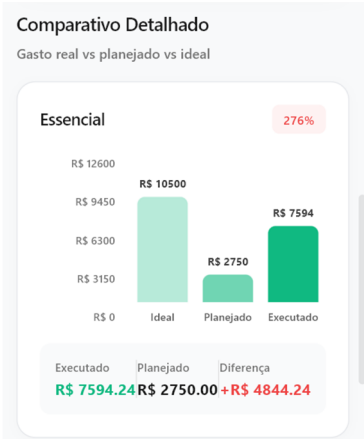 Comparativo Detalhado
Gasto real vs planejado vs ideal
Essencial
276%
R$ 12600
R$ 10500
R$ 9450
R$ 7594
R$ 6300
R$ 2750
R$ 3150
R$ 0
Ideal
Planejado
Executado
Executado
Planejado
Diferença
R$ 7594.24
R$ 2750.00
+R$ 4844.24